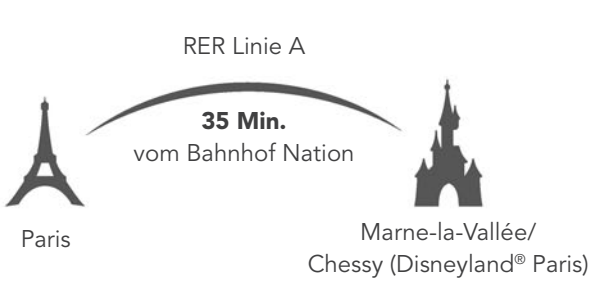 RER Linie A
35 Min.
vom Bahnhof Nation
Paris
Marne-la-Vallée/
Chessy (Disneyland® Paris)